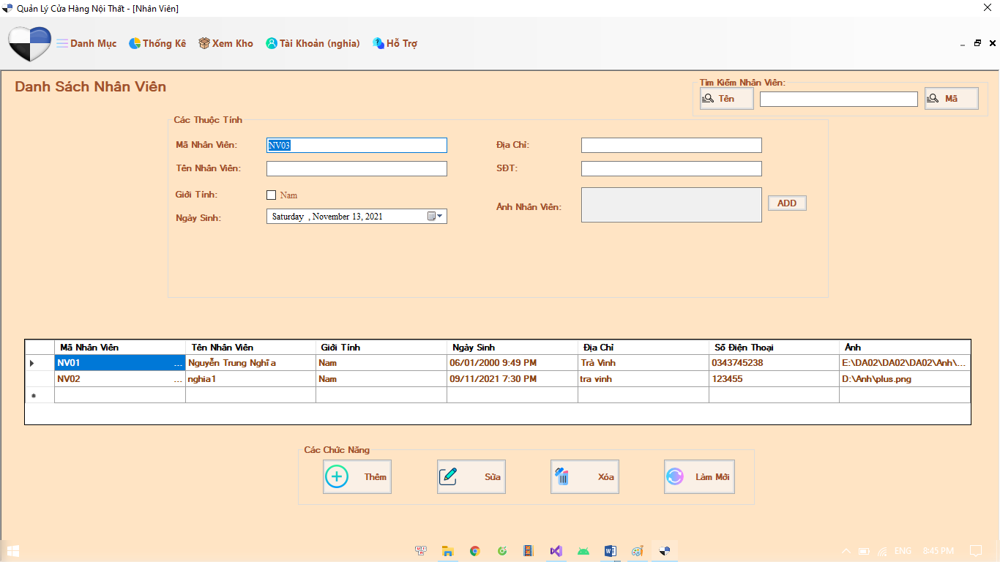 Quản Lý Cửa Hàng Nội Thất - [Nhân Viên]
Danh Mục Thống Kê Xem Kho Tài Khoản (nghia) Hỗ Trợ
Danh Sách Nhân Viên
Tìm Kiếm Nhân Viên:
Tên Mã
Các Thuộc Tính
Mã Nhân Viên: NV03 Địa Chỉ:
Tên Nhân Viên: SĐT:
Giới Tính: Nam
Ảnh Nhân Viên: ADD
Ngày Sinh: Saturday , November 13, 2021
Mã Nhân Viên Tên Nhân Viên Giới Tính Ngày Sinh Địa Chỉ Số Điện Thoại Ảnh
NV01 ... Nguyễn Trung Nghĩa Nam 06/01/2000 9:49 PM Trà Vinh 0343745238 E:\DA02\DA02\DA02\Anh\...
NV02 ... nghia1 Nam 09/11/2021 7:30 PM tra vinh 123455 D:\Anh\plus.png
Các Chức Năng
Thêm Sửa Xóa Làm Mới
ENG 8:45 PM